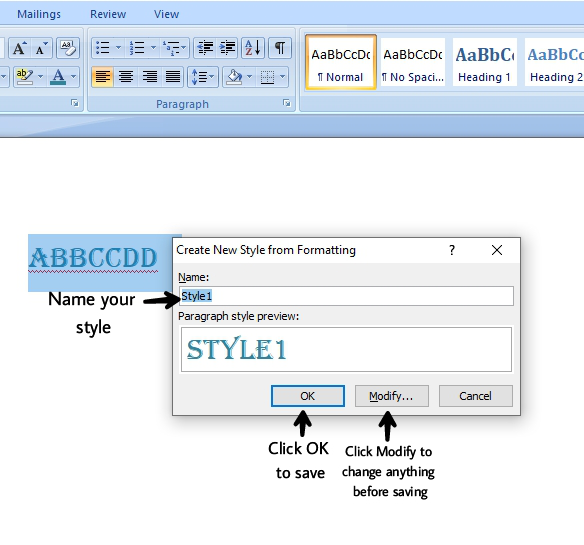 Mailings Review View
Paragraph
AaBbCcDc AaBbCcDc AaBbCc AaBbCc
¶ Normal ¶ No Spaci... Heading 1 Heading 2
ABBCCDD
Create New Style from Formatting
Name:
Style1
Paragraph style preview:
STYLE1
OK Modify... Cancel
Name your
style
Click OK
to save
Click Modify to
change anything
before saving